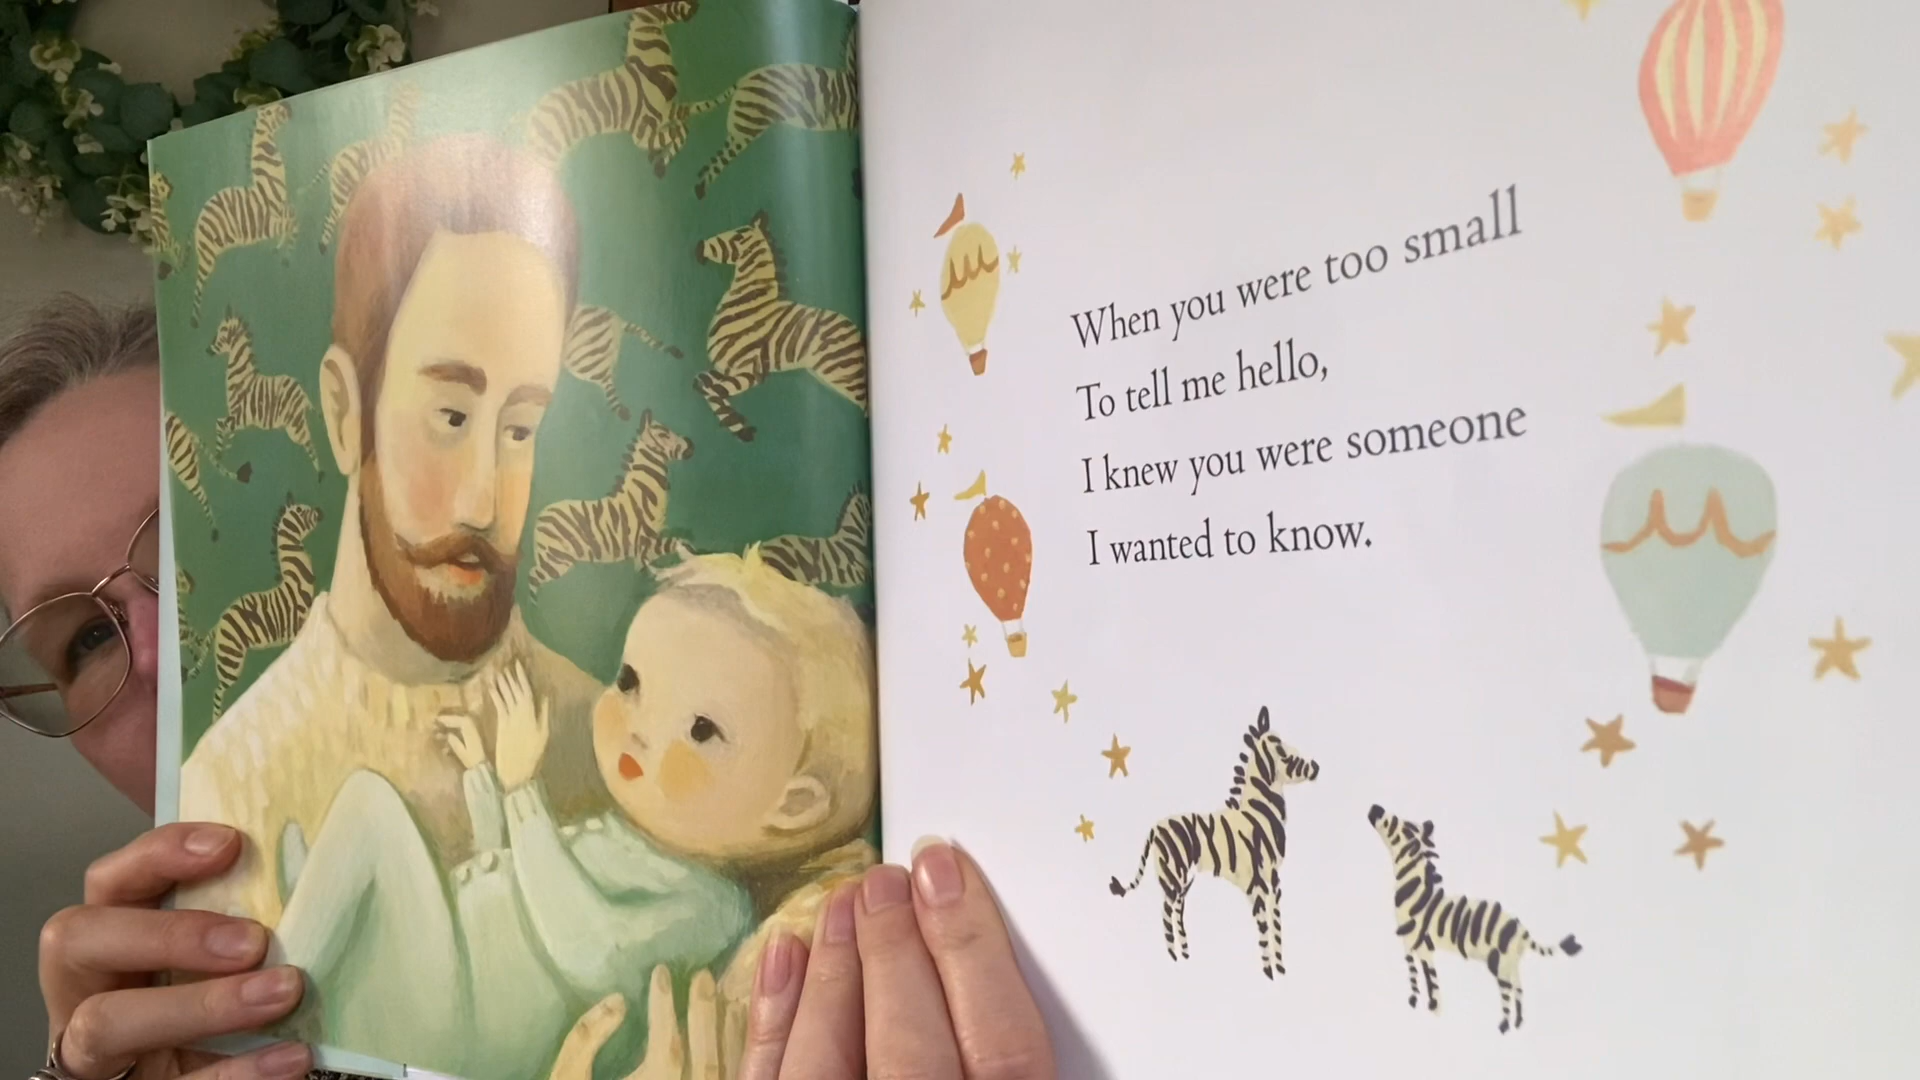 When you were too small
To tell me hello,
I knew you were someone
I wanted to know.